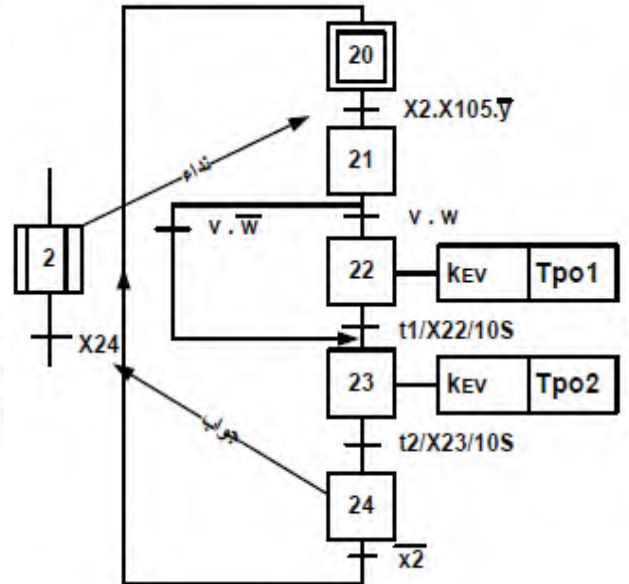 20
X2.X105.y̅
21
نداء
v . w̅
v . w
2
22
kEV
Tpo1
X24
t1/X22/10S
23
kEV
Tpo2
جواب
t2/X23/10S
24
x2̅